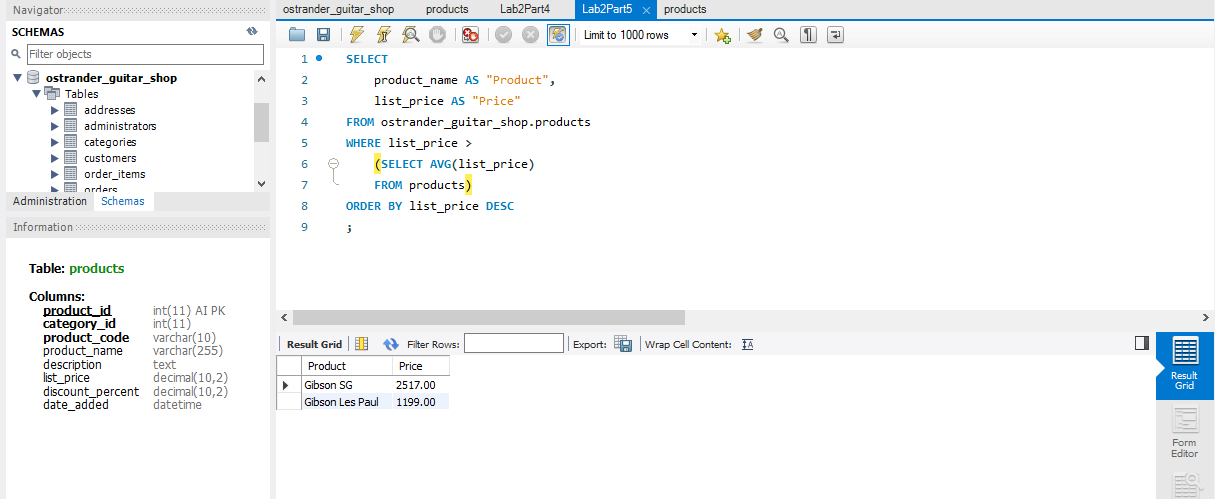 Navigator
SCHEMAS
Filter objects
ostrander_guitar_shop
Tables
addresses
administrators
categories
customers
order_items
orders
Administration Schemas
Information
Table: products
Columns:
product_id int(11) AI PK
category_id int(11)
product_code varchar(10)
product_name varchar(255)
description text
list_price decimal(10,2)
discount_percent decimal(10,2)
date_added datetime
ostrander_guitar_shop products Lab2Part4 Lab2Part5 products
Limit to 1000 rows
1 SELECT
2 product_name AS "Product",
3 list_price AS "Price"
4 FROM ostrander_guitar_shop.products
5 WHERE list_price >
6 (SELECT AVG(list_price)
7 FROM products)
8 ORDER BY list_price DESC
9 ;
Result Grid Filter Rows: Export: Wrap Cell Content:
Product Price
Gibson SG 2517.00
Gibson Les Paul 1199.00
Result
Grid
Form
Editor